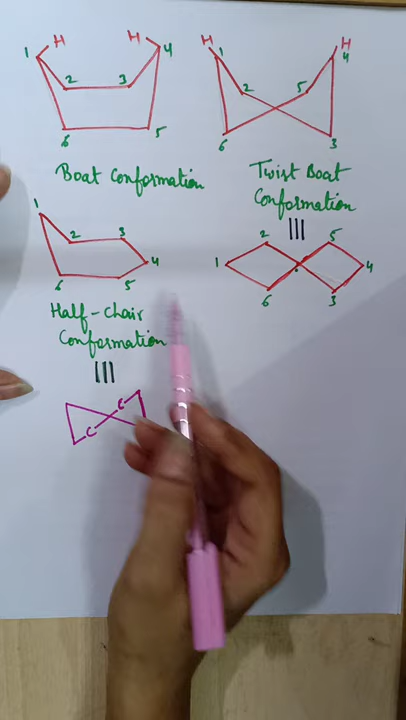 H H
1 4
2 3
6 5
Boat Conformation
H H
1 4
2 5
6 3
Twist Boat
Conformation
2 5
1 4
6 3
1
2 3
4
6 5
Half-Chair
Conformation
C
C